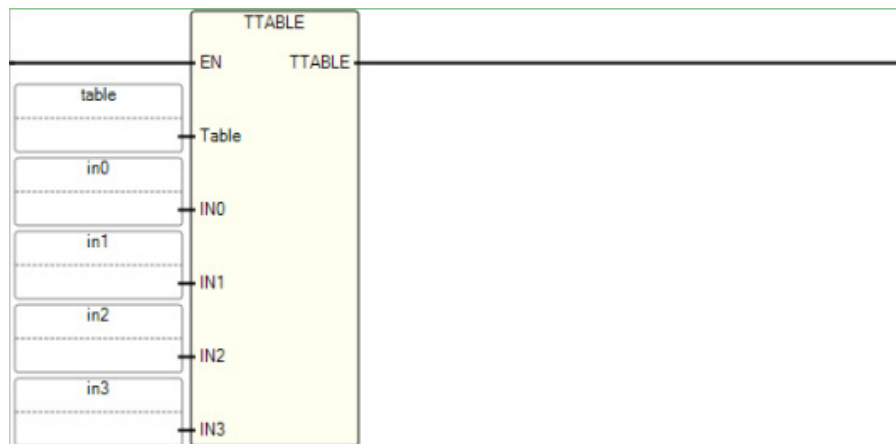 TTABLE
EN TTABLE
table
Table
in0
IN0
in1
IN1
in2
IN2
in3
IN3